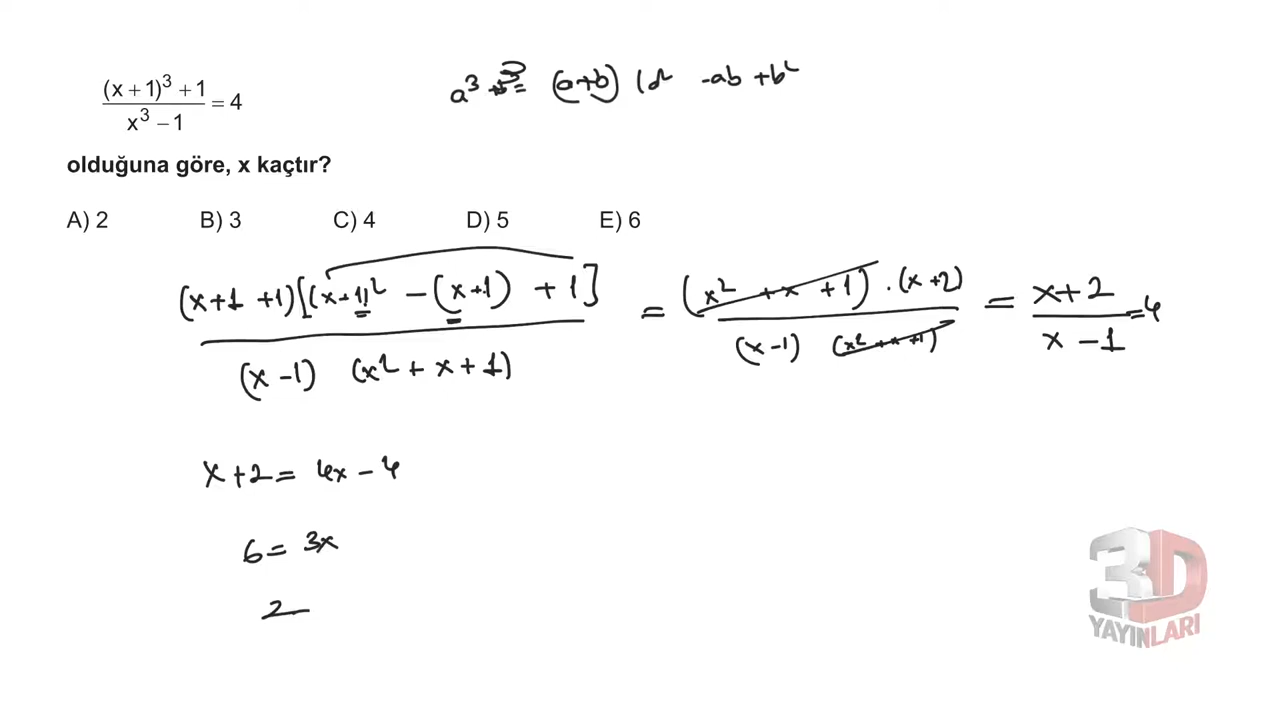 (x + 1)³ + 1 / x³ − 1 = 4
a³ + b³ = (a+b) (a² -ab +b²
olduğuna göre, x kaçtır?
A) 2 B) 3 C) 4 D) 5 E) 6
(x+1 +1)[(x+1)² − (x+1) + 1] / (x −1) (x² + x + 1) = (x² + x + 1) · (x+2) / (x −1) (x² + x + 1) = x+2 / x −1 = 4
x +2 = 4x − 4
6 = 3x
2
3D
YAYINLARI